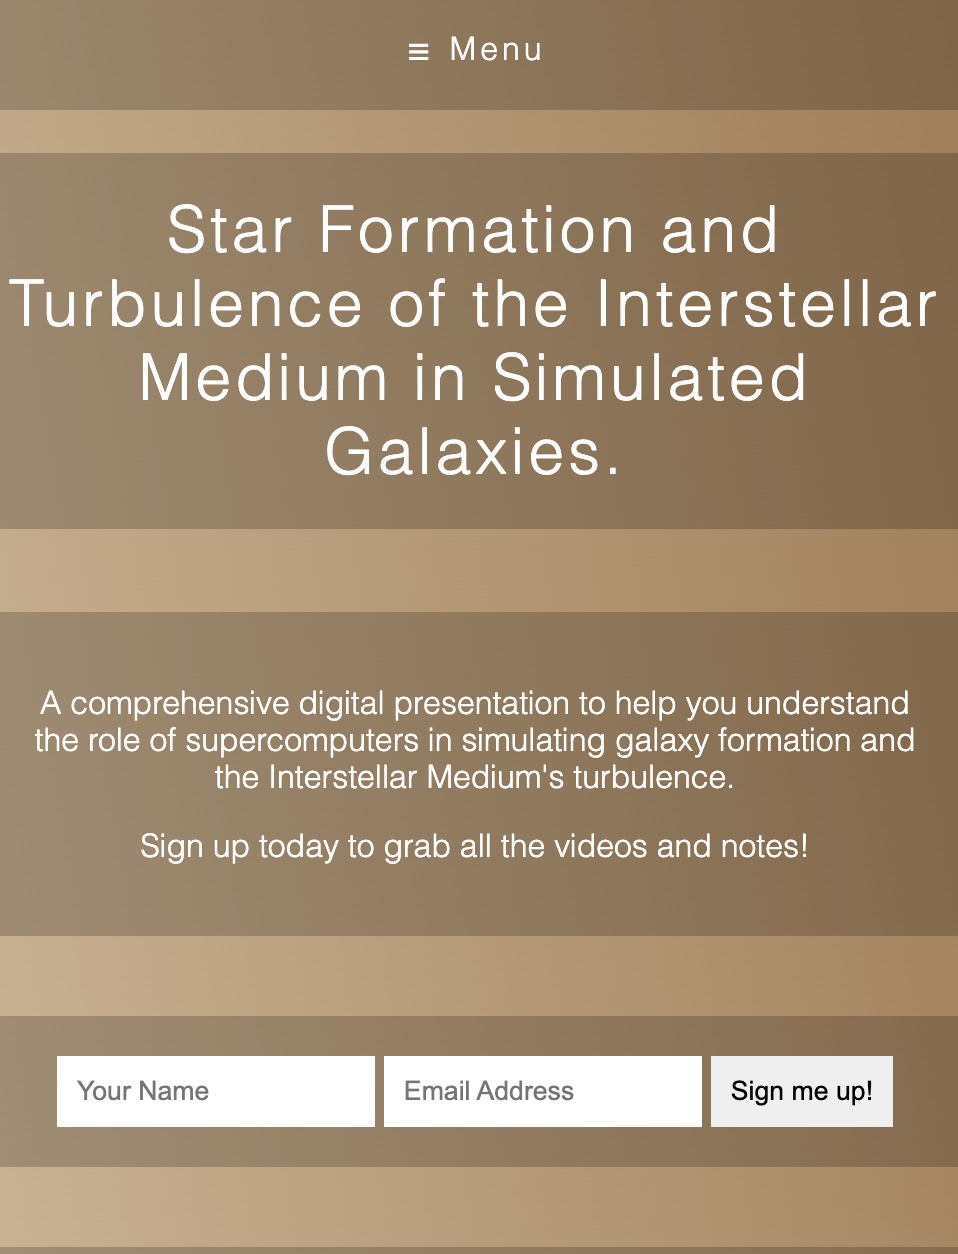 ≡ Menu
Star Formation and
Turbulence of the Interstellar
Medium in Simulated
Galaxies.
A comprehensive digital presentation to help you understand
the role of supercomputers in simulating galaxy formation and
the Interstellar Medium's turbulence.
Sign up today to grab all the videos and notes!
Your Name Email Address Sign me up!